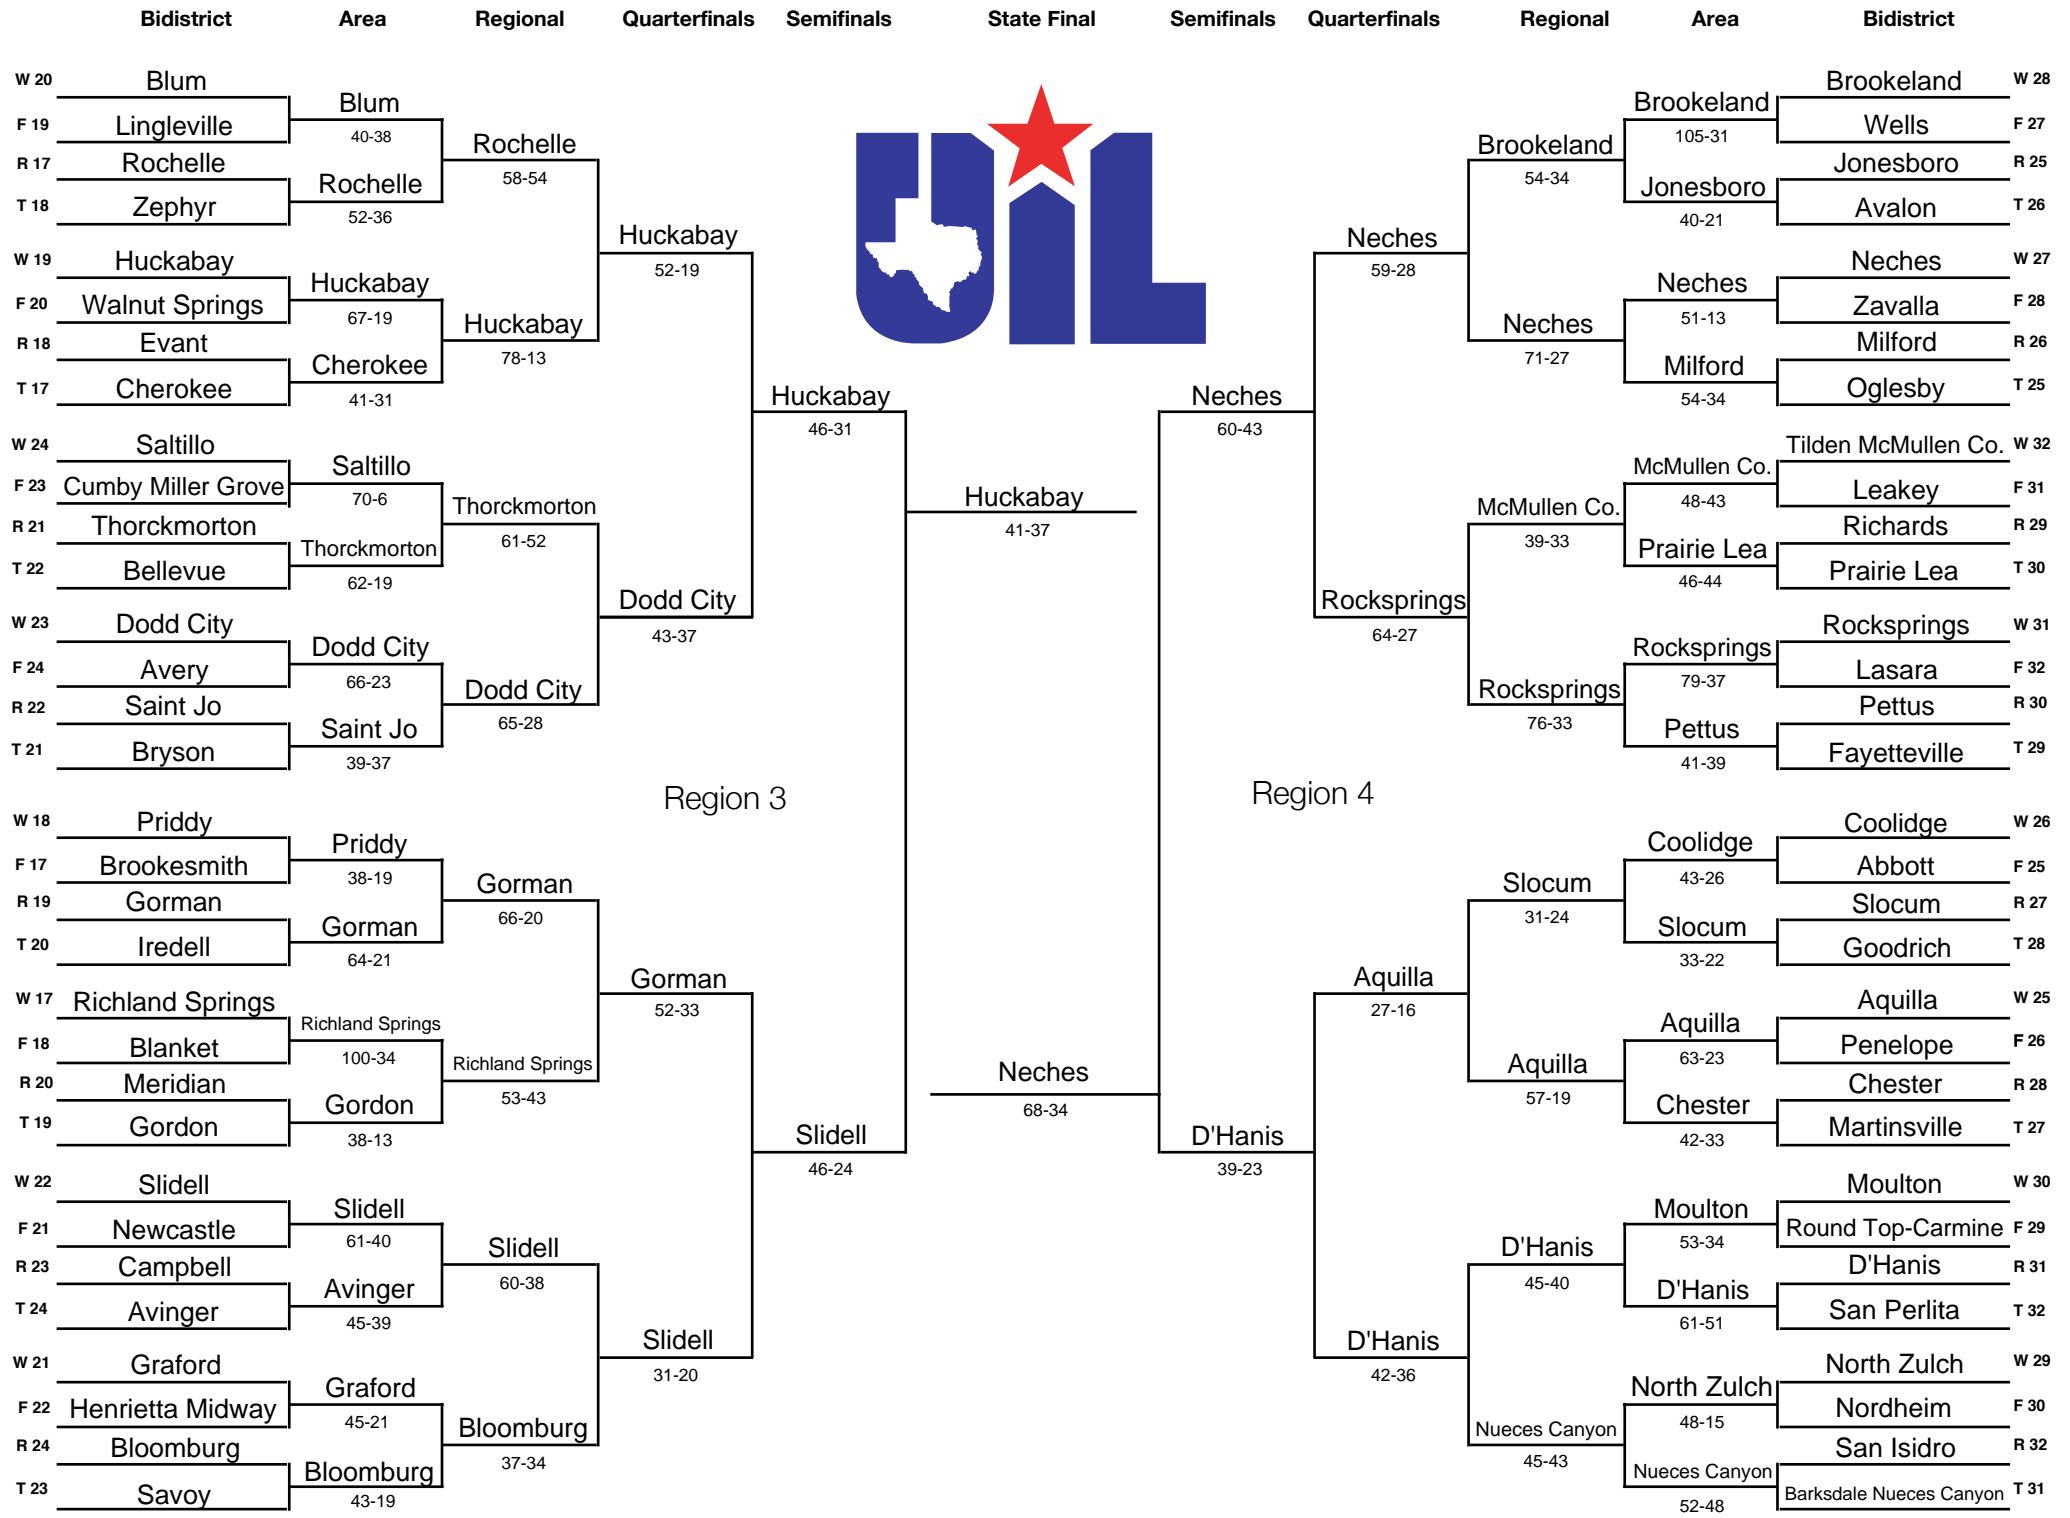 Bidistrict Area Regional Quarterfinals Semifinals State Final Semifinals Quarterfinals Regional Area Bidistrict
W 20 Blum
F 19 Lingleville
R 17 Rochelle
T 18 Zephyr
W 19 Huckabay
F 20 Walnut Springs
R 18 Evant
T 17 Cherokee
W 24 Saltillo
F 23 Cumby Miller Grove
R 21 Thorckmorton
T 22 Bellevue
W 23 Dodd City
F 24 Avery
R 22 Saint Jo
T 21 Bryson
W 18 Priddy
F 17 Brookesmith
R 19 Gorman
T 20 Iredell
W 17 Richland Springs
F 18 Blanket
R 20 Meridian
T 19 Gordon
W 22 Slidell
F 21 Newcastle
R 23 Campbell
T 24 Avinger
W 21 Graford
F 22 Henrietta Midway
R 24 Bloomburg
T 23 Savoy
Blum
40-38
Rochelle
52-36
Huckabay
67-19
Cherokee
41-31
Saltillo
70-6
Thorckmorton
62-19
Dodd City
66-23
Saint Jo
39-37
Priddy
38-19
Gorman
64-21
Richland Springs
100-34
Gordon
38-13
Slidell
61-40
Avinger
45-39
Graford
45-21
Bloomburg
43-19
Rochelle
58-54
Huckabay
78-13
Thorckmorton
61-52
Dodd City
65-28
Gorman
66-20
Richland Springs
53-43
Slidell
60-38
Bloomburg
37-34
Huckabay
52-19
Dodd City
43-37
Region 3
Gorman
52-33
Slidell
31-20
Huckabay
46-31
Slidell
46-24
UIL
Huckabay
41-37
Neches
68-34
Neches
60-43
D'Hanis
39-23
Neches
59-28
Rocksprings
64-27
Region 4
Aquilla
27-16
D'Hanis
42-36
Brookeland
54-34
Neches
71-27
McMullen Co.
39-33
Rocksprings
76-33
Slocum
31-24
Aquilla
57-19
D'Hanis
45-40
Nueces Canyon
45-43
Brookeland
105-31
Jonesboro
40-21
Neches
51-13
Milford
54-34
McMullen Co.
48-43
Prairie Lea
46-44
Rocksprings
79-37
Pettus
41-39
Coolidge
43-26
Slocum
33-22
Aquilla
63-23
Chester
42-33
Moulton
53-34
D'Hanis
61-51
North Zulch
48-15
Nueces Canyon
52-48
Brookeland W 28
Wells F 27
Jonesboro R 25
Avalon T 26
Neches W 27
Zavalla F 28
Milford R 26
Oglesby T 25
Tilden McMullen Co. W 32
Leakey F 31
Richards R 29
Prairie Lea T 30
Rocksprings W 31
Lasara F 32
Pettus R 30
Fayetteville T 29
Coolidge W 26
Abbott F 25
Slocum R 27
Goodrich T 28
Aquilla W 25
Penelope F 26
Chester R 28
Martinsville T 27
Moulton W 30
Round Top-Carmine F 29
D'Hanis R 31
San Perlita T 32
North Zulch W 29
Nordheim F 30
San Isidro R 32
Barksdale Nueces Canyon T 31